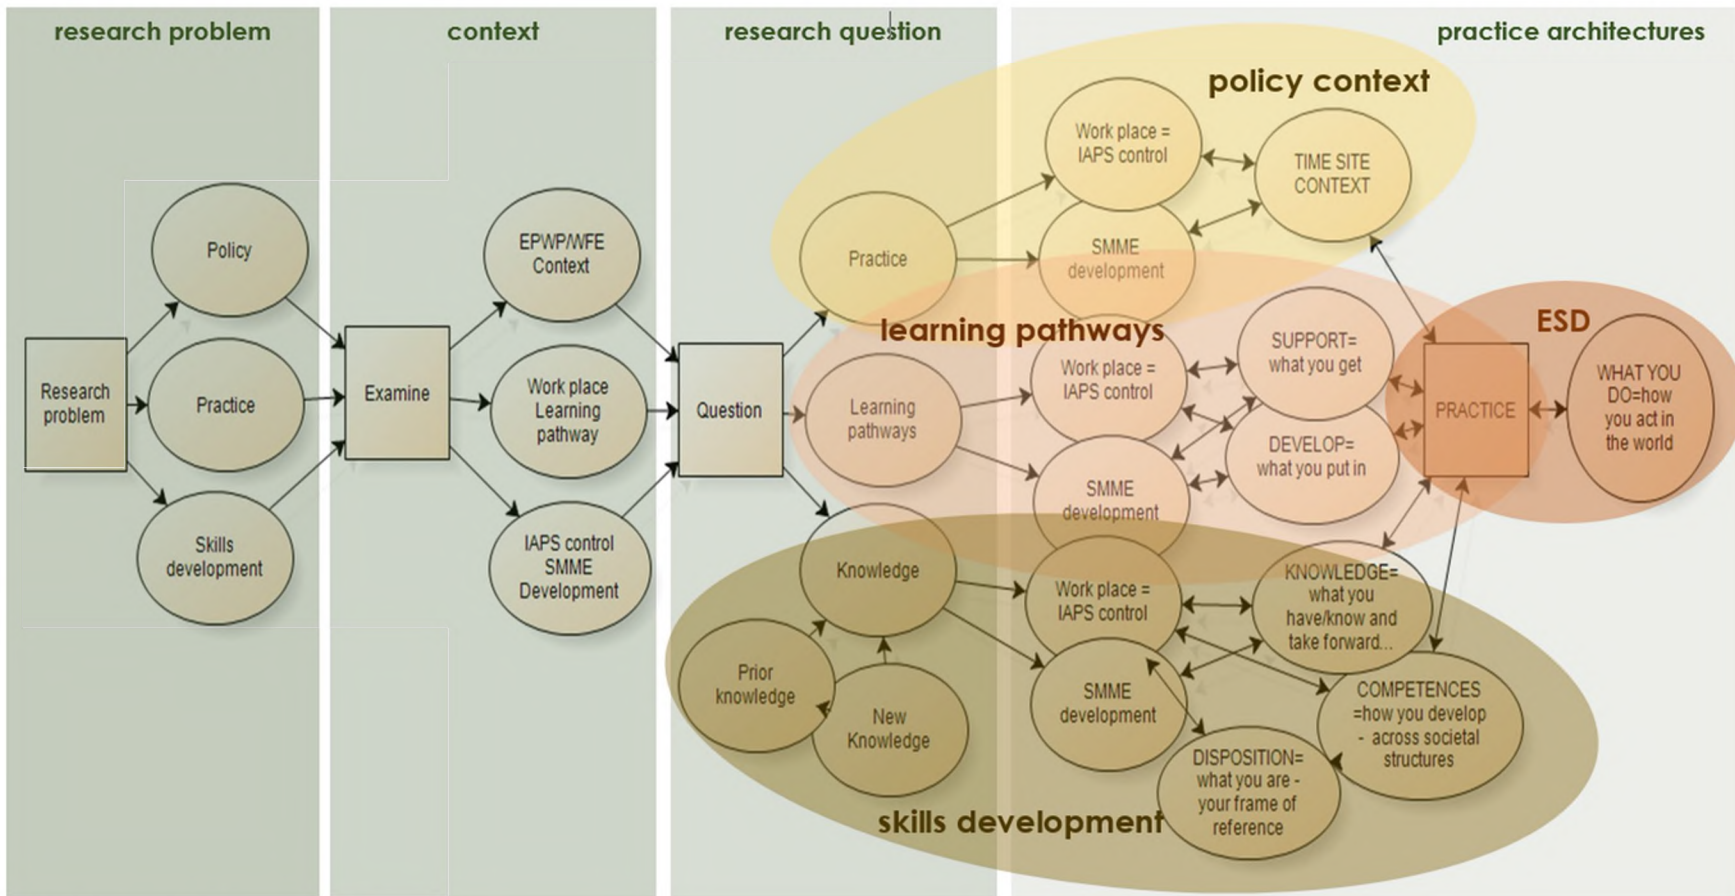 research problem
context
research question
practice architectures
Research
problem
Policy
Practice
Skills
development
Examine
EPWP/WFE
Context
Work place
Learning
pathway
IAPS control
SMME
Development
Question
policy context
Practice
Work place =
IAPS control
SMME
development
TIME SITE
CONTEXT
learning pathways
Learning
pathways
Work place =
IAPS control
SMME
development
SUPPORT=
what you get
DEVELOP=
what you put in
PRACTICE
ESD
WHAT YOU
DO=how
you act in
the world
Knowledge
Prior
knowledge
New
Knowledge
Work place =
IAPS control
SMME
development
KNOWLEDGE=
what you
have/know and
take forward...
COMPETENCES
=how you develop
- across societal
structures
DISPOSITION=
what you are -
your frame of
reference
skills development